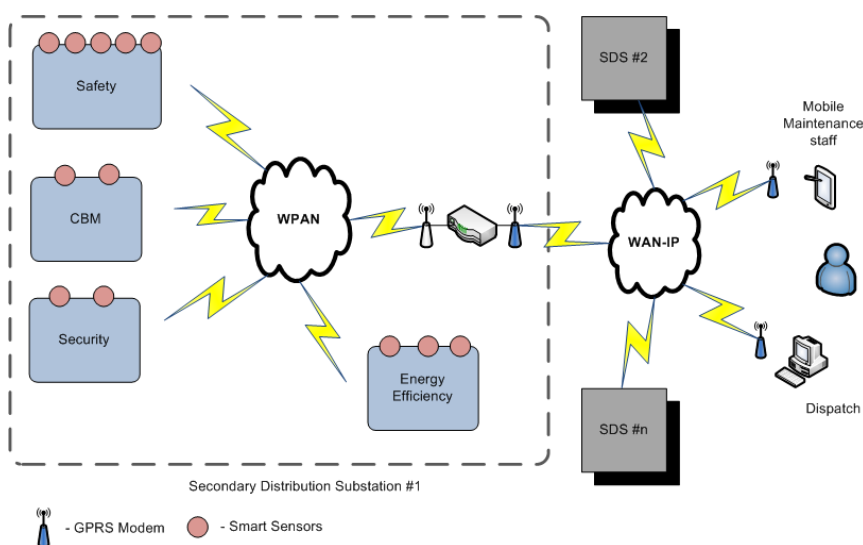 Safety
SDS #2
Mobile
Maintenance
staff
CBM
WPAN
WAN-IP
Security
Energy
Efficiency
SDS #n
Dispatch
Secondary Distribution Substation #1
- GPRS Modem
- Smart Sensors